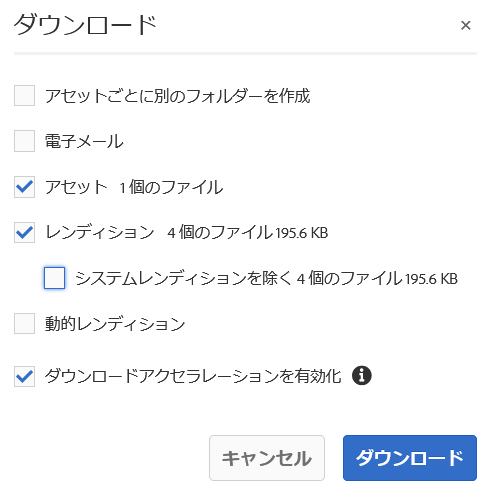 ダウンロード
アセットごとに別のフォルダーを作成
電子メール
アセット 1 個のファイル
レンディション 4 個のファイル 195.6 KB
システムレンディションを除く 4 個のファイル 195.6 KB
動的レンディション
ダウンロードアクセラレーションを有効化
キャンセル ダウンロード